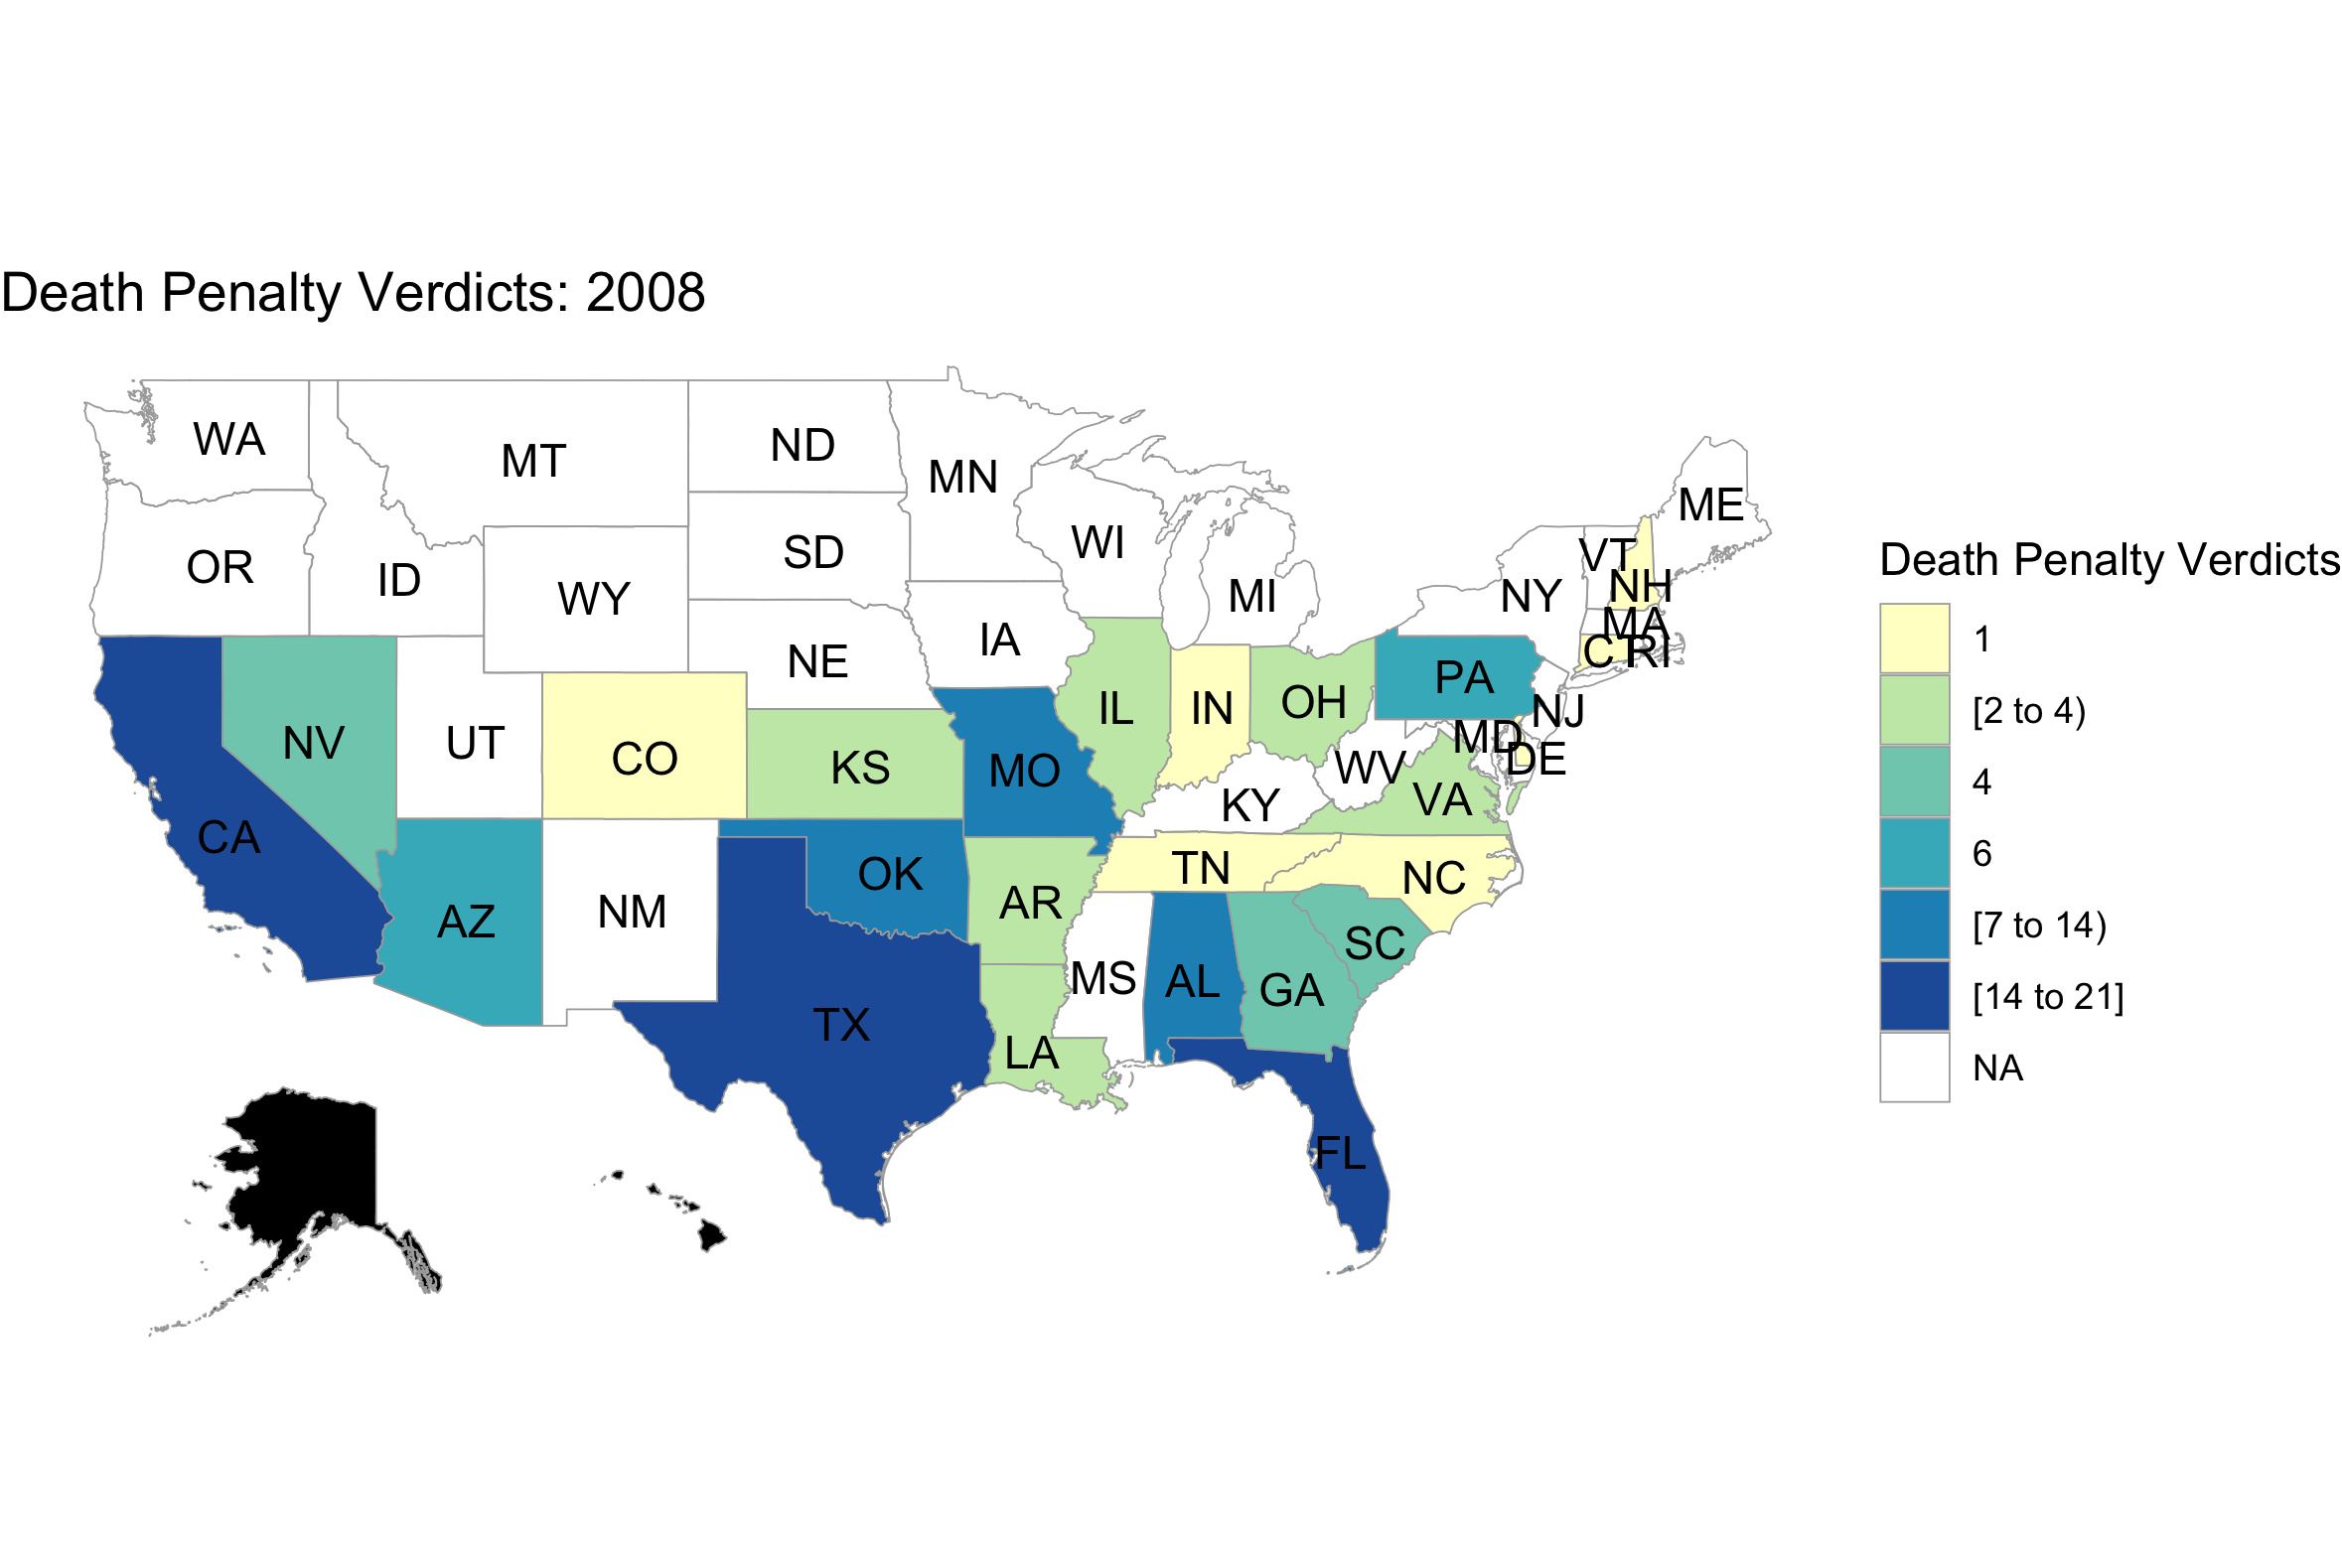 Death Penalty Verdicts: 2008
WA
MT
ND
MN
ME
OR
ID
WY
SD
WI
MI
NY
VT
NH
MA
CT
RI
NE
IA
PA
NJ
IL
IN
OH
MD
DE
NV
UT
CO
KS
MO
WV
VA
KY
CA
AZ
NM
OK
AR
TN
NC
SC
MS
AL
GA
TX
LA
FL
Death Penalty Verdicts
1
[2 to 4)
4
6
[7 to 14)
[14 to 21]
NA